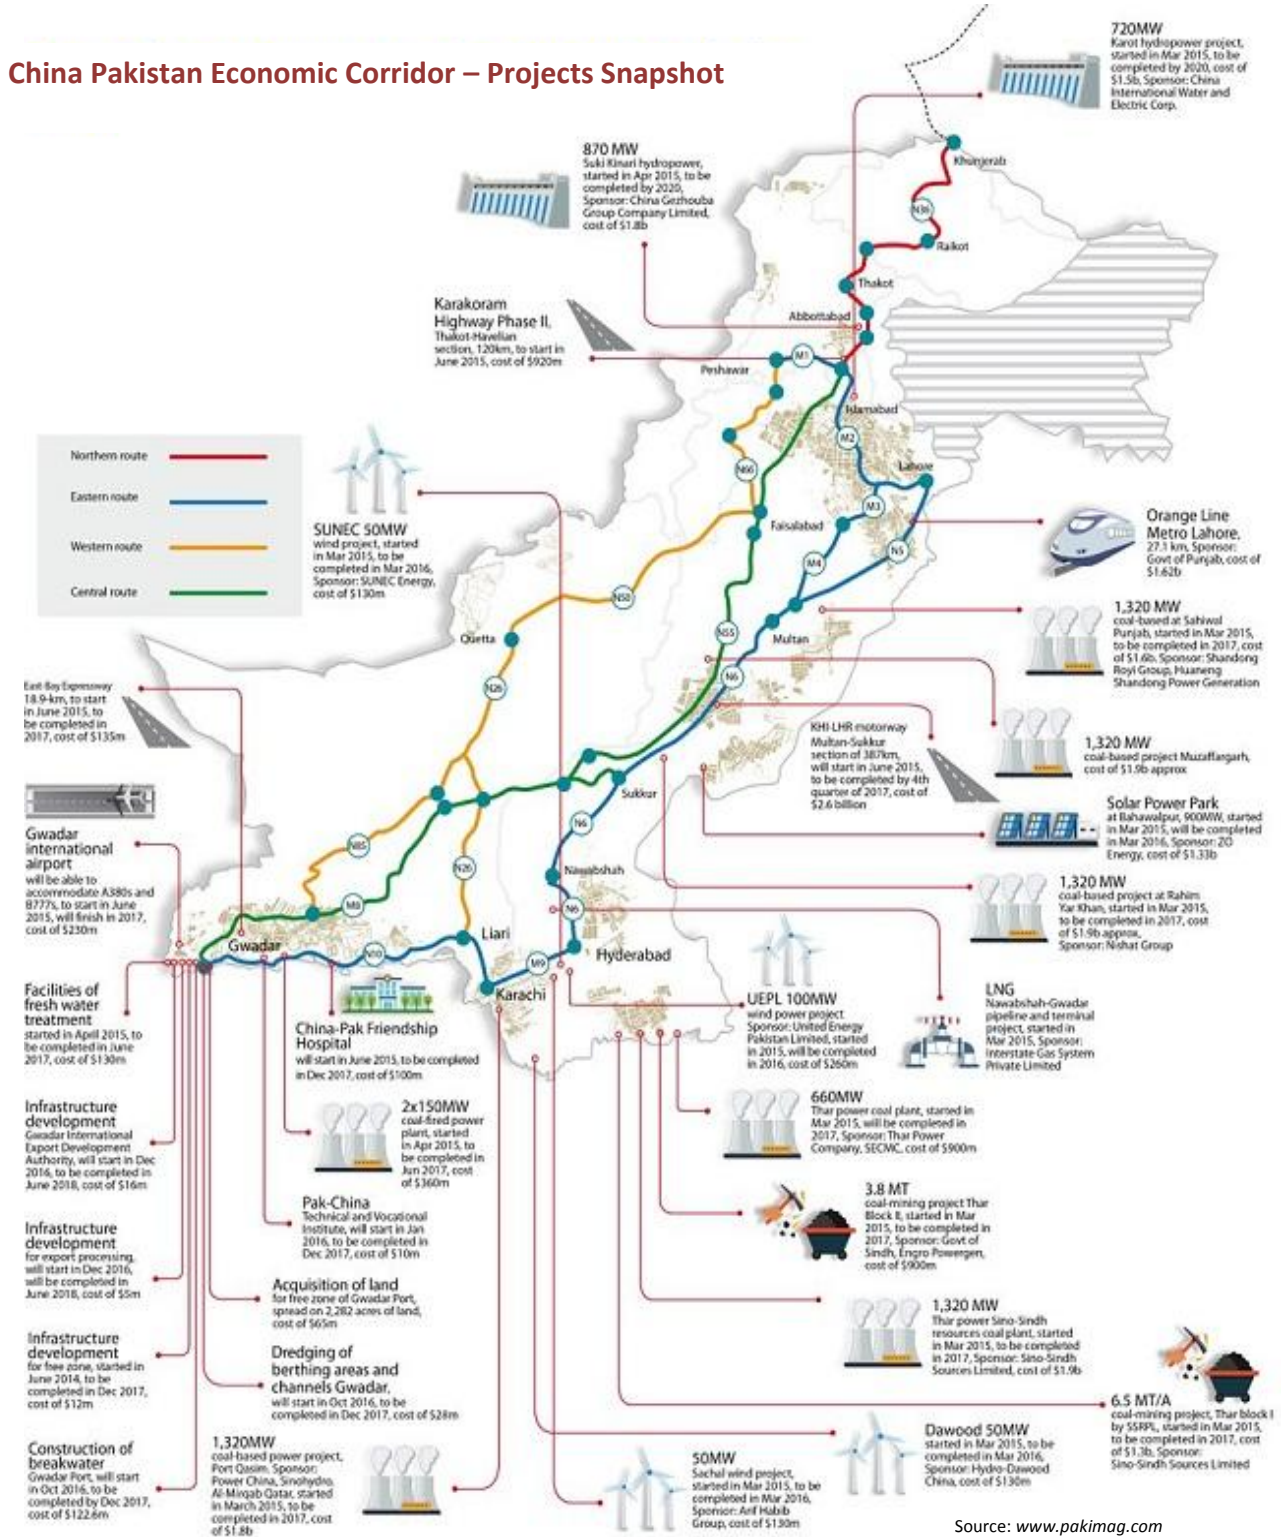 China Pakistan Economic Corridor – Projects Snapshot
720MW
Karot hydropower project,
started in Mar 2015, to be
completed by 2020, cost of
$1.5b, Sponsor: China
International Water and
Electric Corp.
870 MW
Suki Kinari hydropower,
started in Apr 2015, to be
completed by 2020,
Sponsor: China Gezhouba
Group Company Limited,
cost of $1.8b
Khunjerab
N35
Raikot
Thakot
Abbottabad
Karakoram
Highway Phase II,
Thakot-Havelian
section, 120km, to start in
June 2015, cost of $920m
M1
Peshawar
Islamabad
M2
Lahore
Northern route
Eastern route
Western route
Central route
SUNEC 50MW
wind project, started
in Mar 2015, to be
completed in Mar 2016,
Sponsor: SUNEC Energy,
cost of $130m
N66
M3
Faisalabad
N5
M4
N50
N55
Multan
N6
Quetta
N26
Orange Line
Metro Lahore,
27.1 km, Sponsor:
Govt of Punjab, cost of
$1.62b
1,320 MW
coal-based at Sahiwal
Punjab, started in Mar 2015,
to be completed in 2017, cost
of $1.6b, Sponsor: Shandong
Royi Group, Huaneng
Shandong Power Generation
East-Bay Expressway
18.9-km, to start
in June 2015, to
be completed in
2017, cost of $135m
KHI-LHR motorway
Multan-Sukkur
section of 387km,
will start in June 2015,
to be completed by 4th
quarter of 2017, cost of
$2.6 billion
1,320 MW
coal-based project Muzaffargarh,
cost of $1.9b approx
Solar Power Park
at Bahawalpur, 900MW, started
in Mar 2015, will be completed
in Mar 2016, Sponsor: ZO
Energy, cost of $1.33b
Sukkur
N6
N85
N26
Nawabshah
N6
M8
Gwadar
international
airport
will be able to
accommodate A380s and
B777s, to start in June
2015, will finish in 2017,
cost of $230m
1,320 MW
coal-based project at Rahim
Yar Khan, started in Mar 2015,
to be completed in 2017, cost
of $1.9b approx,
Sponsor: Nishat Group
Gwadar
N10
Liari
M9
Hyderabad
Karachi
Facilities of
fresh water
treatment
started in April 2015, to
be completed in June
2017, cost of $130m
China-Pak Friendship
Hospital
will start in June 2015, to be completed
in Dec 2017, cost of $100m
UEPL 100MW
wind power project
Sponsor: United Energy
Pakistan Limited, started
in 2015, will be completed
in 2016, cost of $260m
LNG
Nawabshah-Gwadar
pipeline and terminal
project, started in
Mar 2015, Sponsor:
Interstate Gas System
Private Limited
Infrastructure
development
Gwadar International
Export Development
Authority, will start in Dec
2016, to be completed in
June 2018, cost of $16m
2x150MW
coal-fired power
plant, started
in Apr 2015, to
be completed in
Jun 2017, cost
of $360m
660MW
Thar power coal plant, started in
Mar 2015, will be completed in
2017, Sponsor: Thar Power
Company, SECMC, cost of $900m
Pak-China
Technical and Vocational
Institute, will start in Jan
2016, to be completed in
Dec 2017, cost of $10m
3.8 MT
coal-mining project Thar
Block II, started in Mar
2015, to be completed in
2017, Sponsor: Govt of
Sindh, Engro Powergen,
cost of $900m
Infrastructure
development
for export processing,
will start in Dec 2016,
will be completed in
June 2018, cost of $5m
Acquisition of land
for free zone of Gwadar Port,
spread on 2,282 acres of land,
cost of $65m
1,320 MW
Thar power Sino-Sindh
resources coal plant, started
in Mar 2015, to be completed
in 2017, Sponsor: Sino-Sindh
Sources Limited, cost of $1.9b
Infrastructure
development
for free zone, started in
June 2014, to be
completed in Dec 2017,
cost of $12m
Dredging of
berthing areas and
channels Gwadar,
will start in Oct 2016, to be
completed in Dec 2017, cost of $28m
6.5 MT/A
coal-mining project, Thar block I
by SSRPL, started in Mar 2015,
to be completed in 2017, cost
of $1.3b, Sponsor:
Sino-Sindh Sources Limited
Construction of
breakwater
Gwadar Port, will start
in Oct 2016, to be
completed by Dec 2017,
cost of $122.6m
1,320MW
coal-based power project,
Port Qasim, Sponsor:
Power China, Sinohydro,
Al-Mirqab Qatar, started
in March 2015, to be
completed in 2017, cost
of $1.8b
50MW
Sachal wind project,
started in Mar 2015, to be
completed in Mar 2016,
Sponsor: Arif Habib
Group, cost of $130m
Dawood 50MW
started in Mar 2015, to be
completed in Mar 2016,
Sponsor: Hydro-Dawood
China, cost of $130m
Source: www.pakimag.com